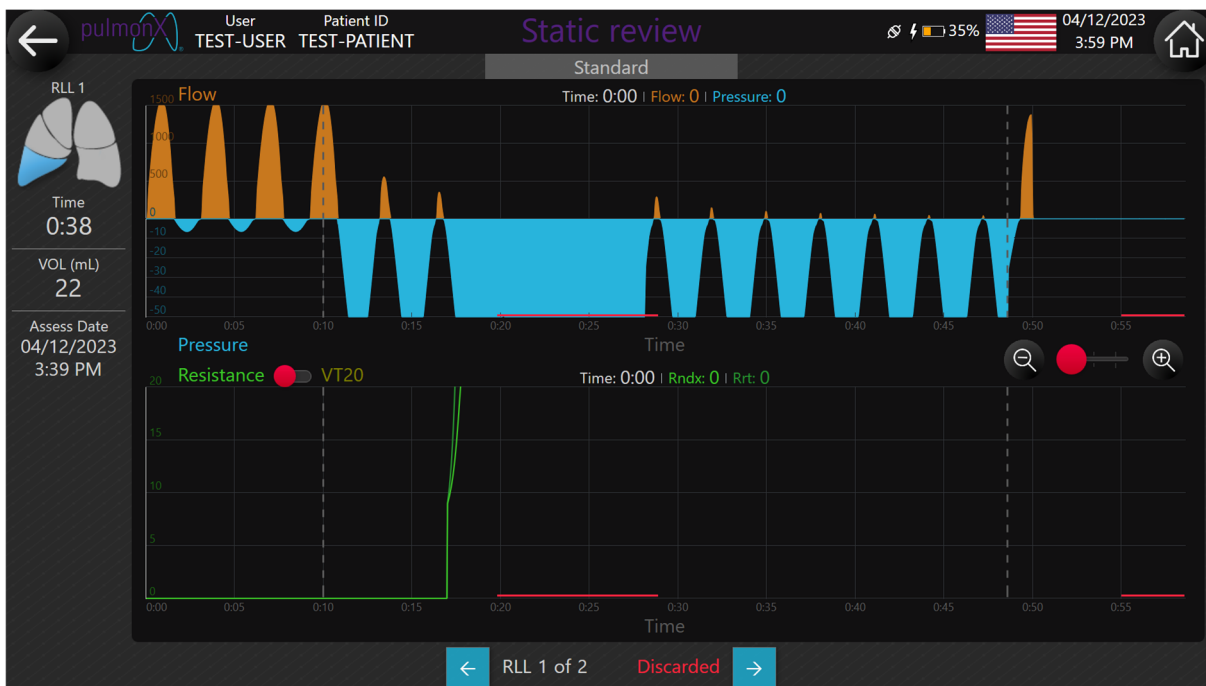 pulmonx
User
TEST-USER
Patient ID
TEST-PATIENT
Static review
35%
04/12/2023
3:59 PM
Standard
RLL 1
Time
0:38
VOL (mL)
22
Assess Date
04/12/2023
3:39 PM
Flow
Time: 0:00 | Flow: 0 | Pressure: 0
1500
1000
500
0
-10
-20
-30
-40
-50
0:00 0:05 0:10 0:15 0:20 0:25 0:30 0:35 0:40 0:45 0:50 0:55
Pressure
Time
Resistance VT20
Time: 0:00 | Rndx: 0 | Rrt: 0
20
15
10
5
0
0:00 0:05 0:10 0:15 0:20 0:25 0:30 0:35 0:40 0:45 0:50 0:55
Time
RLL 1 of 2 Discarded